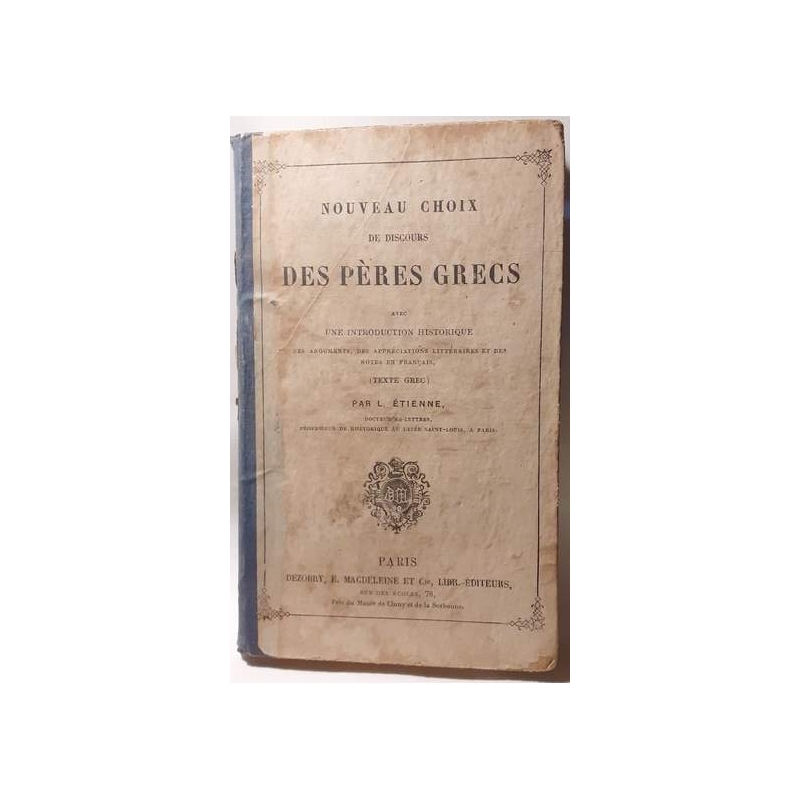 NOUVEAU CHOIX
DE DISCOURS
DES PÈRES GRECS
AVEC
UNE INTRODUCTION HISTORIQUE
DES ARGUMENTS, DES APPRÉCIATIONS LITTÉRAIRES ET DES
NOTES EN FRANÇAIS,
(TEXTE GREC)
PAR L. ÉTIENNE,
DOCTEUR ÈS LETTRES,
PROFESSEUR DE RHÉTORIQUE AU LYCÉE SAINT-LOUIS, A PARIS.
PARIS
DEZOBRY, E. MAGDELEINE ET Cie, LIBR.-ÉDITEURS,
RUE DES ÉCOLES, 78,
Près du Musée de Cluny et de la Sorbonne.